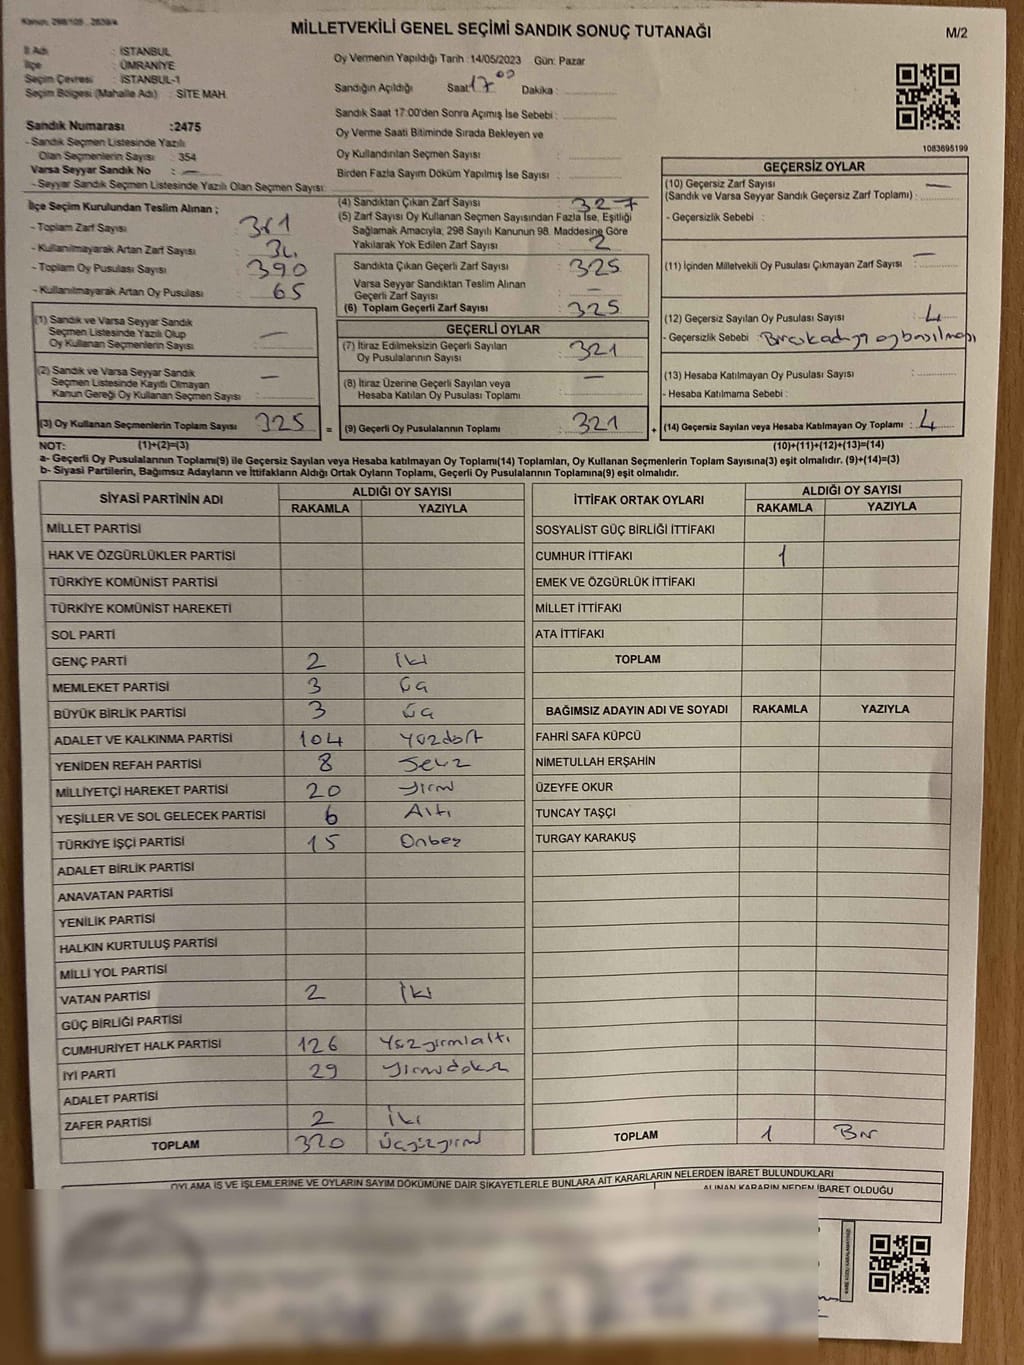 Kanun: 298/105 . 2839/4
MİLLETVEKİLİ GENEL SEÇİMİ SANDIK SONUÇ TUTANAĞI
M/2
İl Adı : İSTANBUL
İlçe : ÜMRANİYE
Seçim Çevresi : İSTANBUL-1
Seçim Bölgesi (Mahalle Adı) : SİTE MAH.
Oy Vermenin Yapıldığı Tarih : 14/05/2023 Gün: Pazar
Sandığın Açıldığı Saat 17 00 Dakika :
Sandık Saat 17:00'den Sonra Açımış İse Sebebi :
Oy Verme Saati Bitiminde Sırada Bekleyen ve
Oy Kullandırılan Seçmen Sayısı :
Birden Fazla Sayım Döküm Yapılmış İse Sayısı :
1083695199
Sandık Numarası :2475
- Sandık Seçmen Listesinde Yazılı
Olan Seçmenlerin Sayısı : 354
Varsa Seyyar Sandık No : —
- Seyyar Sandık Seçmen Listesinde Yazılı Olan Seçmen Sayısı:
İlçe Seçim Kurulundan Teslim Alınan ;
- Toplam Zarf Sayısı : 361
- Kullanılmayarak Artan Zarf Sayısı : 34
- Toplam Oy Pusulası Sayısı : 390
- Kullanılmayarak Artan Oy Pusulası : 65
(4) Sandıktan Çıkan Zarf Sayısı : 327
(5) Zarf Sayısı Oy Kullanan Seçmen Sayısından Fazla İse, Eşitliği
Sağlamak Amacıyla; 298 Sayılı Kanunun 98. Maddesine Göre
Yakılarak Yok Edilen Zarf Sayısı : 2
Sandıkta Çıkan Geçerli Zarf Sayısı : 325
Varsa Seyyar Sandıktan Teslim Alınan
Geçerli Zarf Sayısı : —
(6) Toplam Geçerli Zarf Sayısı : 325
GEÇERSİZ OYLAR
(10) Geçersiz Zarf Sayısı —
(Sandık ve Varsa Seyyar Sandık Geçersiz Zarf Toplamı) :
- Geçersizlik Sebebi :
(11) İçinden Milletvekili Oy Pusulası Çıkmayan Zarf Sayısı : —
(12) Geçersiz Sayılan Oy Pusulası Sayısı : 4
- Geçersizlik Sebebi : Birçok adaya oy basılması
(13) Hesaba Katılmayan Oy Pusulası Sayısı :
- Hesaba Katılmama Sebebi :
(14) Geçersiz Sayılan veya Hesaba Katılmayan Oy Toplamı : 4
(1) Sandık ve Varsa Seyyar Sandık
Seçmen Listesinde Yazılı Olup
Oy Kullanan Seçmenlerin Sayısı : —
(2) Sandık ve Varsa Seyyar Sandık
Seçmen Listesinde Kayıtlı Olmayan
Kanun Gereği Oy Kullanan Seçmen Sayısı : —
(3) Oy Kullanan Seçmenlerin Toplam Sayısı : 325 =
GEÇERLİ OYLAR
(7) İtiraz Edilmeksizin Geçerli Sayılan
Oy Pusulalarının Sayısı : 321
(8) İtiraz Üzerine Geçerli Sayılan veya
Hesaba Katılan Oy Pusulası Toplamı : —
(9) Geçerli Oy Pusulalarının Toplamı : 321 +
NOT: (1)+(2)=(3) (10)+(11)+(12)+(13)=(14)
a- Geçerli Oy Pusulalarının Toplamı(9) ile Geçersiz Sayılan veya Hesaba katılmayan Oy Toplamı(14) Toplamları, Oy Kullanan Seçmenlerin Toplam Sayısına(3) eşit olmalıdır. (9)+(14)=(3)
b- Siyasi Partilerin, Bağımsız Adayların ve İttifakların Aldığı Ortak Oyların Toplamı, Geçerli Oy Pusulalarının Toplamına(9) eşit olmalıdır.
SİYASİ PARTİNİN ADI ALDIĞI OY SAYISI
RAKAMLA YAZIYLA
MİLLET PARTİSİ
HAK VE ÖZGÜRLÜKLER PARTİSİ
TÜRKİYE KOMÜNİST PARTİSİ
TÜRKİYE KOMÜNİST HAREKETİ
SOL PARTİ
GENÇ PARTİ 2 İki
MEMLEKET PARTİSİ 3 Üç
BÜYÜK BİRLİK PARTİSİ 3 Üç
ADALET VE KALKINMA PARTİSİ 104 Yüzdört
YENİDEN REFAH PARTİSİ 8 Sekiz
MİLLİYETÇİ HAREKET PARTİSİ 20 Yirmi
YEŞİLLER VE SOL GELECEK PARTİSİ 6 Altı
TÜRKİYE İŞÇİ PARTİSİ 15 Onbeş
ADALET BİRLİK PARTİSİ
ANAVATAN PARTİSİ
YENİLİK PARTİSİ
HALKIN KURTULUŞ PARTİSİ
MİLLİ YOL PARTİSİ
VATAN PARTİSİ 2 İki
GÜÇ BİRLİĞİ PARTİSİ
CUMHURİYET HALK PARTİSİ 126 Yüzyirmialtı
İYİ PARTİ 29 Yirmidokuz
ADALET PARTİSİ
ZAFER PARTİSİ 2 İki
TOPLAM 320 Üçyüzyirmi
İTTİFAK ORTAK OYLARI ALDIĞI OY SAYISI
RAKAMLA YAZIYLA
SOSYALİST GÜÇ BİRLİĞİ İTTİFAKI
CUMHUR İTTİFAKI 1
EMEK VE ÖZGÜRLÜK İTTİFAKI
MİLLET İTTİFAKI
ATA İTTİFAKI
TOPLAM
BAĞIMSIZ ADAYIN ADI VE SOYADI RAKAMLA YAZIYLA
FAHRİ SAFA KÜPCÜ
NİMETULLAH ERŞAHİN
ÜZEYFE OKUR
TUNCAY TAŞÇI
TURGAY KARAKUŞ
TOPLAM 1 Bir
OYLAMA İŞ VE İŞLEMLERİNE VE OYLARIN SAYIM DÖKÜMÜNE DAİR ŞİKAYETLERLE BUNLARA AİT KARARLARIN NELERDEN İBARET BULUNDUKLARI
ALINAN KARARIN NEDEN İBARET OLDUĞU